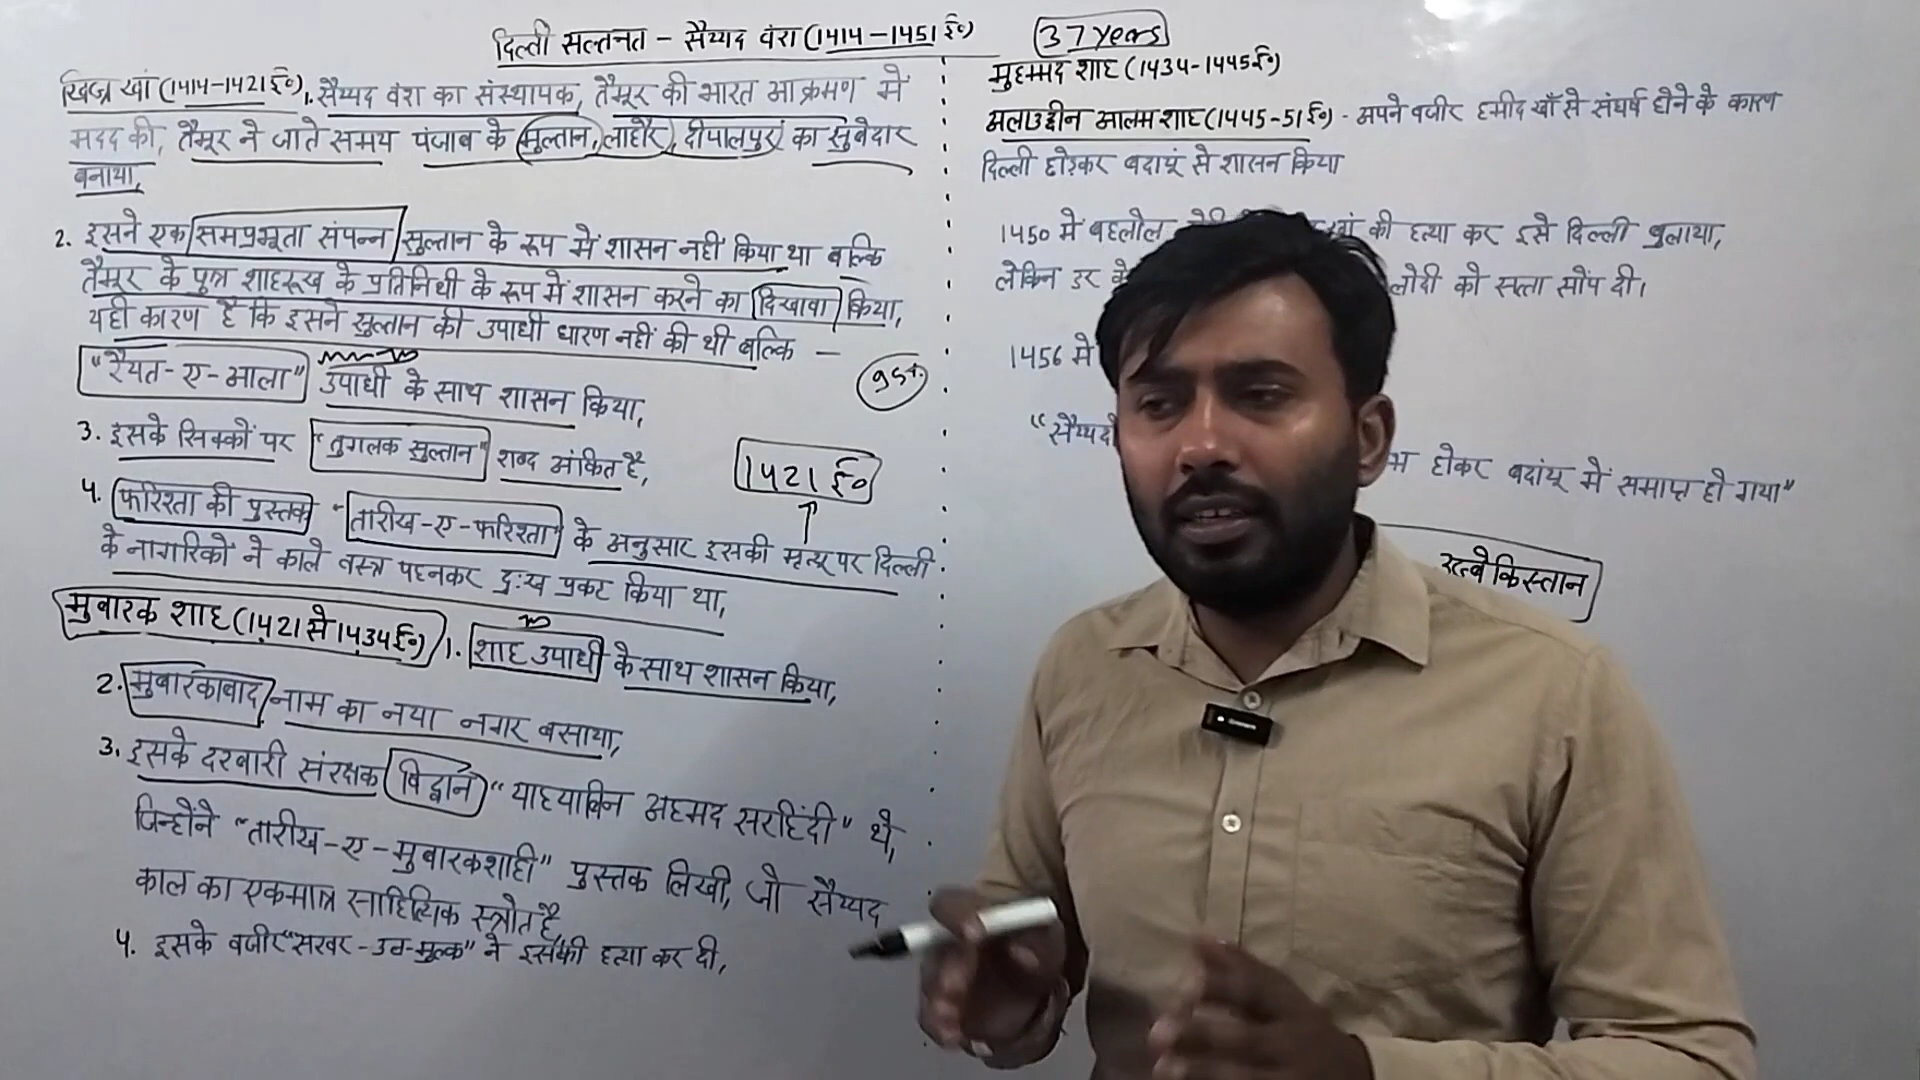 दिल्ली सल्तनत - सैय्यद वंश (1414-1451 ई०)
37 years
खिज्र खां (1414-1421 ई०) 1. सैय्यद वंश का संस्थापक, तैमूर की भारत आक्रमण में
मदद की, तैमूर ने जाते समय पंजाब के मुल्तान, लाहौर, दीपालपुर का सुबेदार
बनाया,
2. इसने एक सम्प्रभूता संपन्न सुल्तान के रूप में शासन नहीं किया था बल्कि
तैमूर के पुत्र शाहरूख के प्रतिनिधी के रूप में शासन करने का दिखावा किया,
यही कारण है कि इसने सुल्तान की उपाधी धारण नहीं की थी बल्कि -
"रैयत-ए-आला" उपाधी के साथ शासन किया,
3. इसके सिक्कों पर "तुगलक सुल्तान" शब्द अंकित है,
1421 ई०
4. फरिश्ता की पुस्तक "तारीख-ए-फरिश्ता" के अनुसार इसकी मृत्यू पर दिल्ली
के नागरिकों ने काले वस्त्र पहनकर दुःख प्रकट किया था,
मुबारक शाह (1421 से 1434 ई०) 1. शाह उपाधी के साथ शासन किया,
2. मुबारकाबाद नाम का नया नगर बसाया,
3. इसके दरबारी संरक्षक विद्वान "याहयाबिन अहमद सरहिंदी" थे,
जिन्होंने "तारीख-ए-मुबारकशाही" पुस्तक लिखी, जो सैय्यद
काल का एकमात्र साहित्यिक स्त्रोत है,
4. इसके वजीर "सरवर-उल-मुल्क" ने इसकी हत्या कर दी,
मुहम्मद शाह (1434-1445 ई०)
अलाउद्दीन आलम शाह (1445-51 ई०) - अपने वजीर हमीद खाँ से संघर्ष होने के कारण
दिल्ली छोड़कर बदायूं से शासन किया
1450 में बहलोल की हत्या कर इसे दिल्ली बुलाया,
लेकिन डर के लोदी को सत्ता सोंप दी।
1456 में
"सैय्यदों होकर बदांयू में समाप्त हो गया"
उज्बेकिस्तान